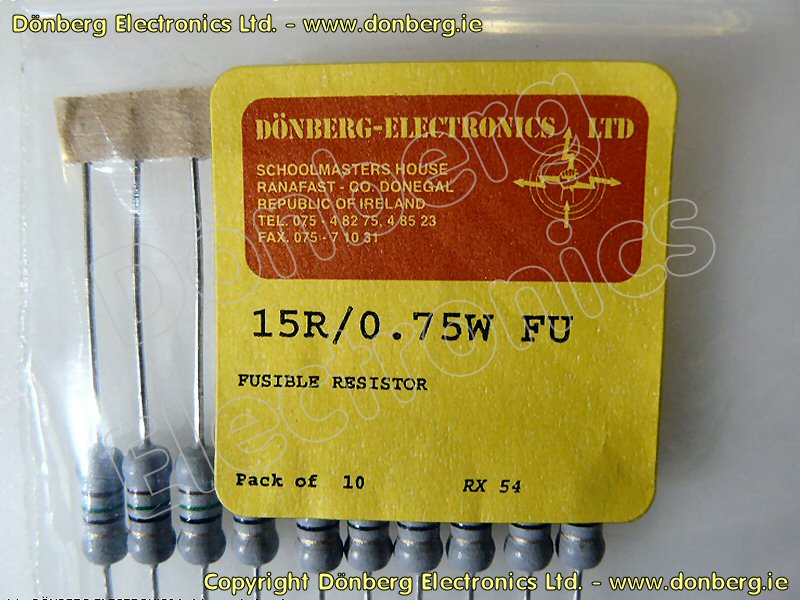 Dönberg Electronics Ltd. - www.donberg.ie
DÖNBERG-ELECTRONICS LTD
SCHOOLMASTERS HOUSE
RANAFAST - CO. DONEGAL
REPUBLIC OF IRELAND
TEL. 075 - 4 82 75, 4 85 23
FAX. 075 - 7 10 31
Dönberg
Electronics
15R/0.75W FU
FUSIBLE RESISTOR
Pack of 10 RX 54
Copyright Dönberg Electronics Ltd. - www.donberg.ie